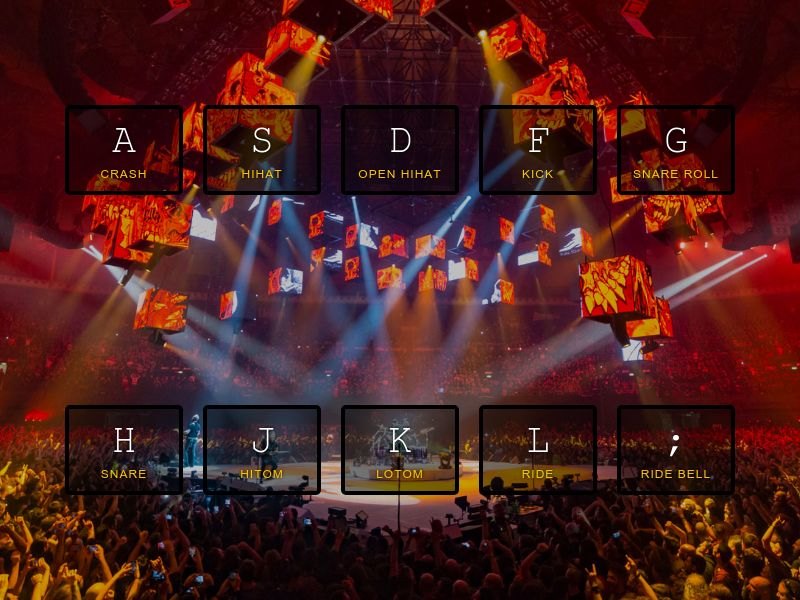 A S D F G
CRASH HIHAT OPEN HIHAT KICK SNARE ROLL
H J K L ;
SNARE HITOM LOTOM RIDE RIDE BELL